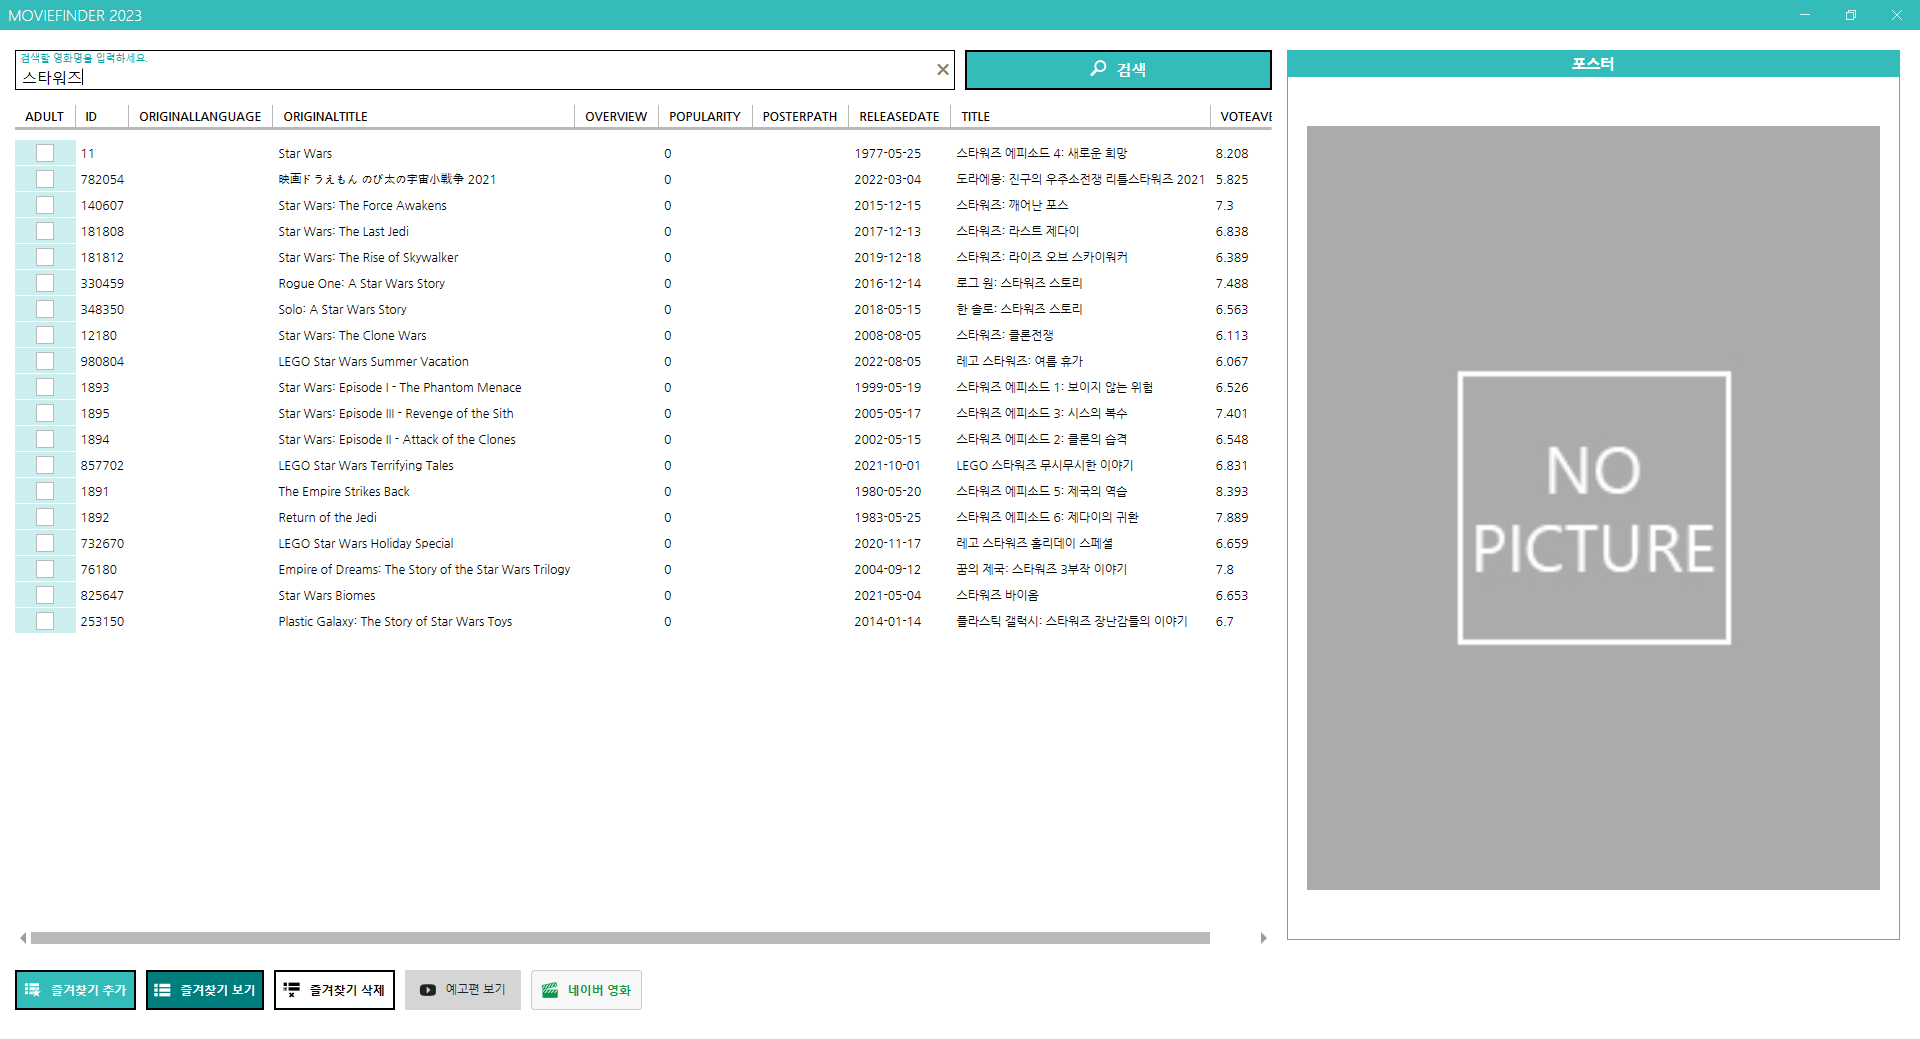 MOVIEFINDER 2023
검색할 영화명을 입력하세요.
스타워즈
검색
포스터
ADULT ID ORIGINALLANGUAGE ORIGINALTITLE OVERVIEW POPULARITY POSTERPATH RELEASEDATE TITLE VOTEAVE
11 Star Wars 0 1977-05-25 스타워즈 에피소드 4: 새로운 희망 8.208
782054 映画ドラえもん のび太の宇宙小戦争 2021 0 2022-03-04 도라에몽: 진구의 우주소전쟁 리틀스타워즈 2021 5.825
140607 Star Wars: The Force Awakens 0 2015-12-15 스타워즈: 깨어난 포스 7.3
181808 Star Wars: The Last Jedi 0 2017-12-13 스타워즈: 라스트 제다이 6.838
181812 Star Wars: The Rise of Skywalker 0 2019-12-18 스타워즈: 라이즈 오브 스카이워커 6.389
330459 Rogue One: A Star Wars Story 0 2016-12-14 로그 원: 스타워즈 스토리 7.488
348350 Solo: A Star Wars Story 0 2018-05-15 한 솔로: 스타워즈 스토리 6.563
12180 Star Wars: The Clone Wars 0 2008-08-05 스타워즈: 클론전쟁 6.113
980804 LEGO Star Wars Summer Vacation 0 2022-08-05 레고 스타워즈: 여름 휴가 6.067
1893 Star Wars: Episode I - The Phantom Menace 0 1999-05-19 스타워즈 에피소드 1: 보이지 않는 위험 6.526
1895 Star Wars: Episode III - Revenge of the Sith 0 2005-05-17 스타워즈 에피소드 3: 시스의 복수 7.401
1894 Star Wars: Episode II - Attack of the Clones 0 2002-05-15 스타워즈 에피소드 2: 클론의 습격 6.548
857702 LEGO Star Wars Terrifying Tales 0 2021-10-01 LEGO 스타워즈 무시무시한 이야기 6.831
1891 The Empire Strikes Back 0 1980-05-20 스타워즈 에피소드 5: 제국의 역습 8.393
1892 Return of the Jedi 0 1983-05-25 스타워즈 에피소드 6: 제다이의 귀환 7.889
732670 LEGO Star Wars Holiday Special 0 2020-11-17 레고 스타워즈 홀리데이 스페셜 6.659
76180 Empire of Dreams: The Story of the Star Wars Trilogy 0 2004-09-12 꿈의 제국: 스타워즈 3부작 이야기 7.8
825647 Star Wars Biomes 0 2021-05-04 스타워즈 바이옴 6.653
253150 Plastic Galaxy: The Story of Star Wars Toys 0 2014-01-14 플라스틱 갤럭시: 스타워즈 장난감들의 이야기 6.7
NO
PICTURE
즐겨찾기 추가 즐겨찾기 보기 즐겨찾기 삭제 예고편 보기 네이버 영화